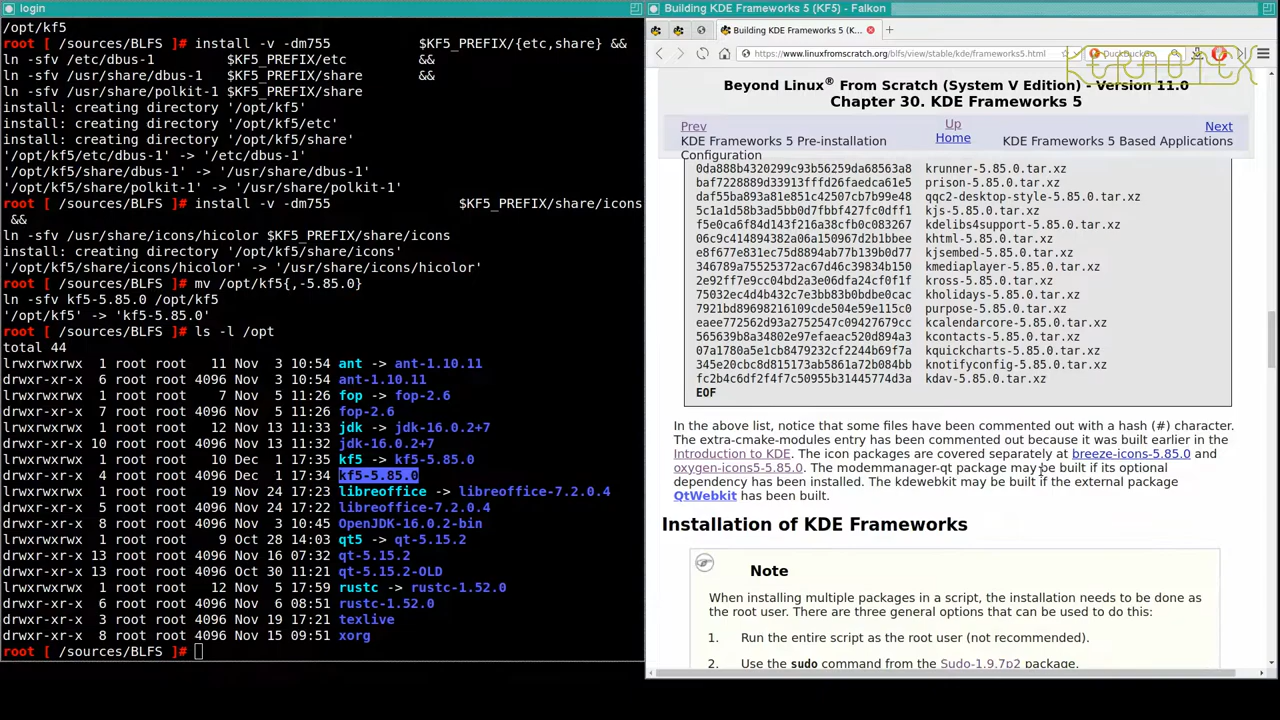 login
/opt/kf5
root [ /sources/BLFS ]# install -v -dm755 $KF5_PREFIX/{etc,share} &&
ln -sfv /etc/dbus-1 $KF5_PREFIX/etc &&
ln -sfv /usr/share/dbus-1 $KF5_PREFIX/share &&
ln -sfv /usr/share/polkit-1 $KF5_PREFIX/share
install: creating directory '/opt/kf5'
install: creating directory '/opt/kf5/etc'
install: creating directory '/opt/kf5/share'
'/opt/kf5/etc/dbus-1' -> '/etc/dbus-1'
'/opt/kf5/share/dbus-1' -> '/usr/share/dbus-1'
'/opt/kf5/share/polkit-1' -> '/usr/share/polkit-1'
root [ /sources/BLFS ]# install -v -dm755 $KF5_PREFIX/share/icons
&&
ln -sfv /usr/share/icons/hicolor $KF5_PREFIX/share/icons
install: creating directory '/opt/kf5/share/icons'
'/opt/kf5/share/icons/hicolor' -> '/usr/share/icons/hicolor'
root [ /sources/BLFS ]# mv /opt/kf5{,-5.85.0}
ln -sfv kf5-5.85.0 /opt/kf5
'/opt/kf5' -> 'kf5-5.85.0'
root [ /sources/BLFS ]# ls -l /opt
total 44
lrwxrwxrwx 1 root root 11 Nov 3 10:54 ant -> ant-1.10.11
drwxr-xr-x 6 root root 4096 Nov 3 10:54 ant-1.10.11
lrwxrwxrwx 1 root root 7 Nov 5 11:26 fop -> fop-2.6
drwxr-xr-x 7 root root 4096 Nov 5 11:26 fop-2.6
lrwxrwxrwx 1 root root 12 Nov 13 11:33 jdk -> jdk-16.0.2+7
drwxr-xr-x 10 root root 4096 Nov 13 11:32 jdk-16.0.2+7
lrwxrwxrwx 1 root root 10 Dec 1 17:35 kf5 -> kf5-5.85.0
drwxr-xr-x 4 root root 4096 Dec 1 17:34 kf5-5.85.0
lrwxrwxrwx 1 root root 19 Nov 24 17:23 libreoffice -> libreoffice-7.2.0.4
drwxr-xr-x 5 root root 4096 Nov 24 17:22 libreoffice-7.2.0.4
drwxr-xr-x 8 root root 4096 Nov 3 10:45 OpenJDK-16.0.2-bin
lrwxrwxrwx 1 root root 9 Oct 28 14:03 qt5 -> qt-5.15.2
drwxr-xr-x 13 root root 4096 Nov 16 07:32 qt-5.15.2
drwxr-xr-x 13 root root 4096 Oct 30 11:21 qt-5.15.2-OLD
lrwxrwxrwx 1 root root 12 Nov 5 17:59 rustc -> rustc-1.52.0
drwxr-xr-x 6 root root 4096 Nov 6 08:51 rustc-1.52.0
drwxr-xr-x 3 root root 4096 Nov 19 17:21 texlive
drwxr-xr-x 8 root root 4096 Nov 15 09:51 xorg
root [ /sources/BLFS ]#
Building KDE Frameworks 5 (KF5) - Falkon
Building KDE Frameworks 5 (K...
https://www.linuxfromscratch.org/blfs/view/stable/kde/frameworks5.html
DuckDuckGo
KERNOTEX
Beyond Linux® From Scratch (System V Edition) - Version 11.0
Chapter 30. KDE Frameworks 5
Prev Up Next
KDE Frameworks 5 Pre-installation Configuration Home KDE Frameworks 5 Based Applications
0da888b4320299c93b56259da68563a8 krunner-5.85.0.tar.xz
baf7228889d33913fffd26faedca61e5 prison-5.85.0.tar.xz
daf55ba893a81e851c42507cb7b99e48 qqc2-desktop-style-5.85.0.tar.xz
5c1a1d58b3ad5bb0d7fbbf427fc0dff1 kjs-5.85.0.tar.xz
f5e0ca6f84d143f216a38cfb0c083267 kdelibs4support-5.85.0.tar.xz
06c9c414894382a06a150967d2b1bbee khtml-5.85.0.tar.xz
e8f677e831ec75d8894ab77b139b0d77 kjsembed-5.85.0.tar.xz
346789a75525372ac67d46c39834b150 kmediaplayer-5.85.0.tar.xz
92ff2ef7e9cc04bd2a3e06dfa24cf0f1f kross-5.85.0.tar.xz
75032ec4d4b432c7e3bb83b0bde0cac kholidays-5.85.0.tar.xz
7921bd89698216109cde504e59e115c0 purpose-5.85.0.tar.xz
eaee772562d93a2752547c09427679cc kcalendarcore-5.85.0.tar.xz
565639b8a34802e97efaeac520d894a3 kcontacts-5.85.0.tar.xz
07a1780a5e1cb8479232cf2244b69f7a kquickcharts-5.85.0.tar.xz
345e20cbc8d41bed5b5861a72b084bb knotifyconfig-5.85.0.tar.xz
fc2b4c6df2f4f7c50955b31445774d3a kdav-5.85.0.tar.xz
EOF
In the above list, notice that some files have been commented out with a hash (#) character.
The extra-cmake-modules entry has been commented out because it was built earlier in the
Introduction to KDE. The icon packages are covered separately at breeze-icons-5.85.0 and
oxygen-icons5-5.85.0. The modemmanager-qt package may be built if its optional
dependency has been installed. The kdewebkit may be built if the external package
QtWebkit has been built.
Installation of KDE Frameworks
Note
When installing multiple packages in a script, the installation needs to be done as
the root user. There are three general options that can be used to do this:
1. Run the entire script as the root user (not recommended).
2. Use the sudo command from the Sudo-1.9.7p2 package.